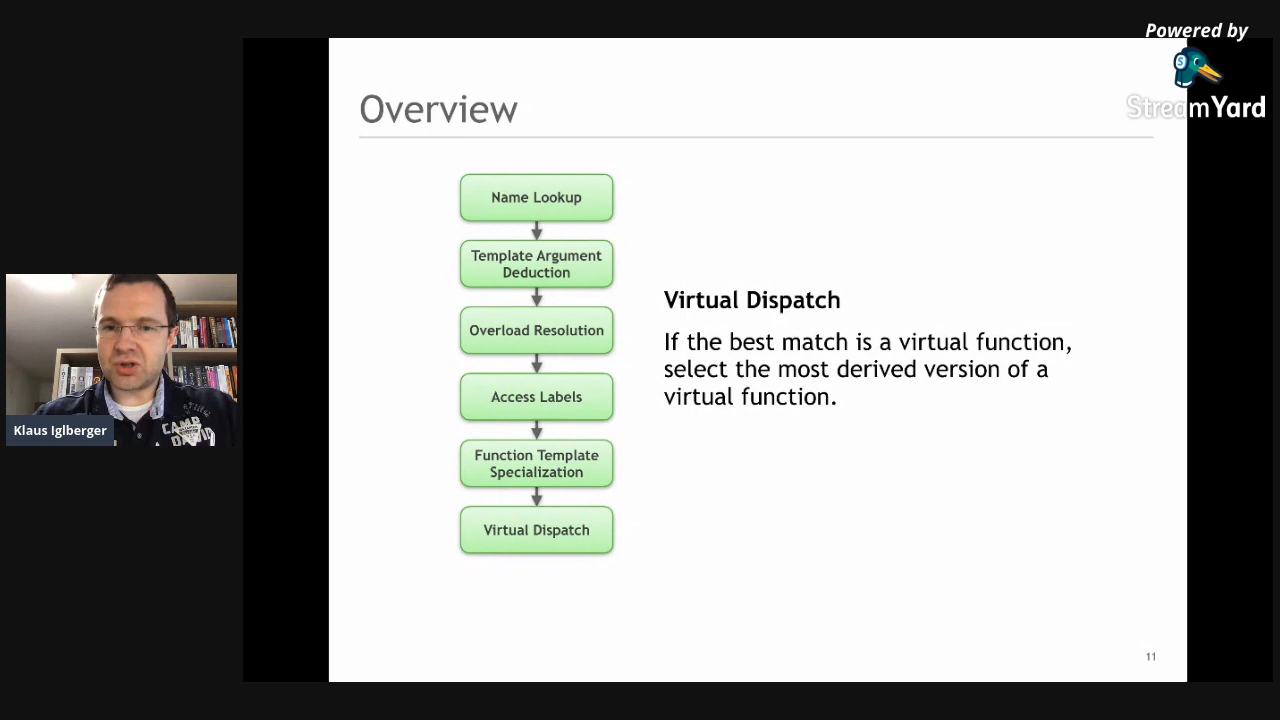 Powered by
StreamYard
Overview
Name Lookup
Template Argument
Deduction
Overload Resolution
Access Labels
Function Template
Specialization
Virtual Dispatch
Virtual Dispatch
If the best match is a virtual function,
select the most derived version of a
virtual function.
Klaus Iglberger
CAMP
DAVID
11